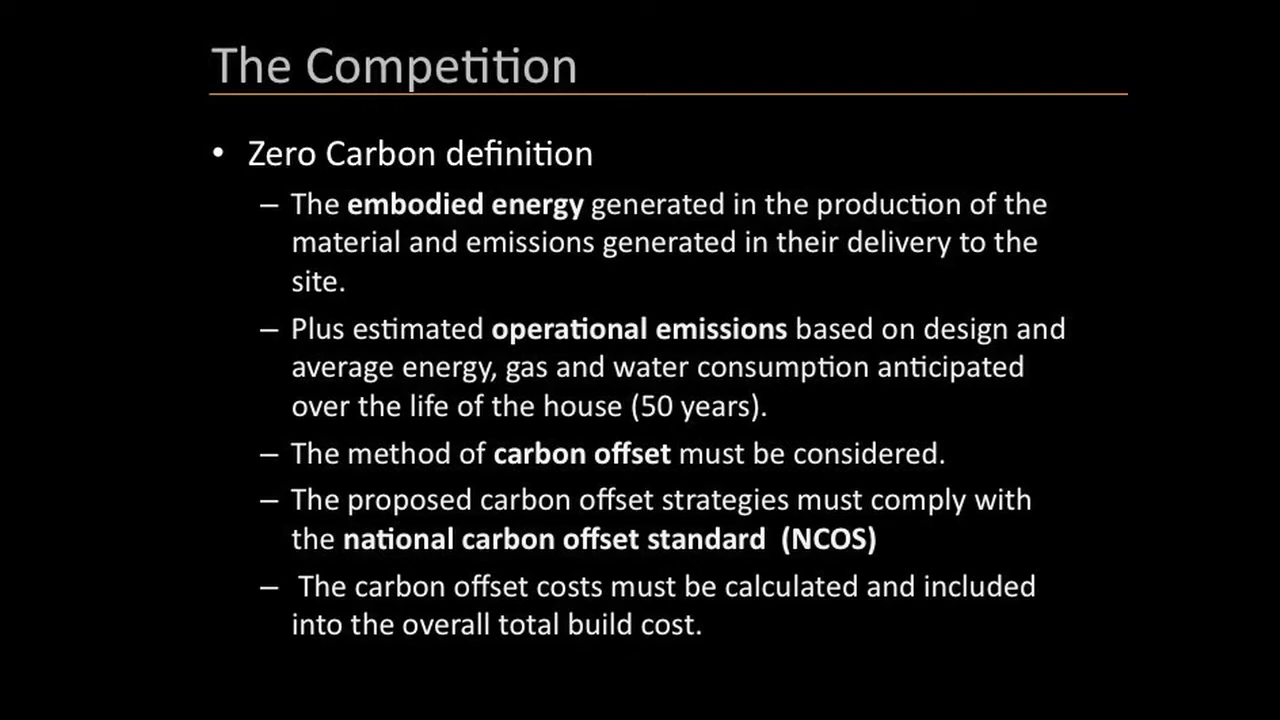 The Competition
• Zero Carbon definition
– The embodied energy generated in the production of the
material and emissions generated in their delivery to the
site.
– Plus estimated operational emissions based on design and
average energy, gas and water consumption anticipated
over the life of the house (50 years).
– The method of carbon offset must be considered.
– The proposed carbon offset strategies must comply with
the national carbon offset standard (NCOS)
– The carbon offset costs must be calculated and included
into the overall total build cost.